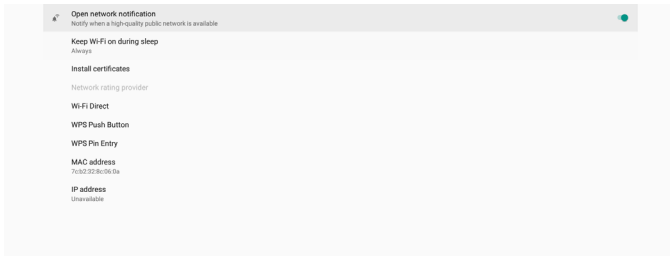 Open network notification
Notify when a high-quality public network is available
Keep Wi-Fi on during sleep
Always
Install certificates
Network rating provider
Wi-Fi Direct
WPS Push Button
WPS Pin Entry
MAC address
7c:b2:32:8c:06:0a
IP address
Unavailable